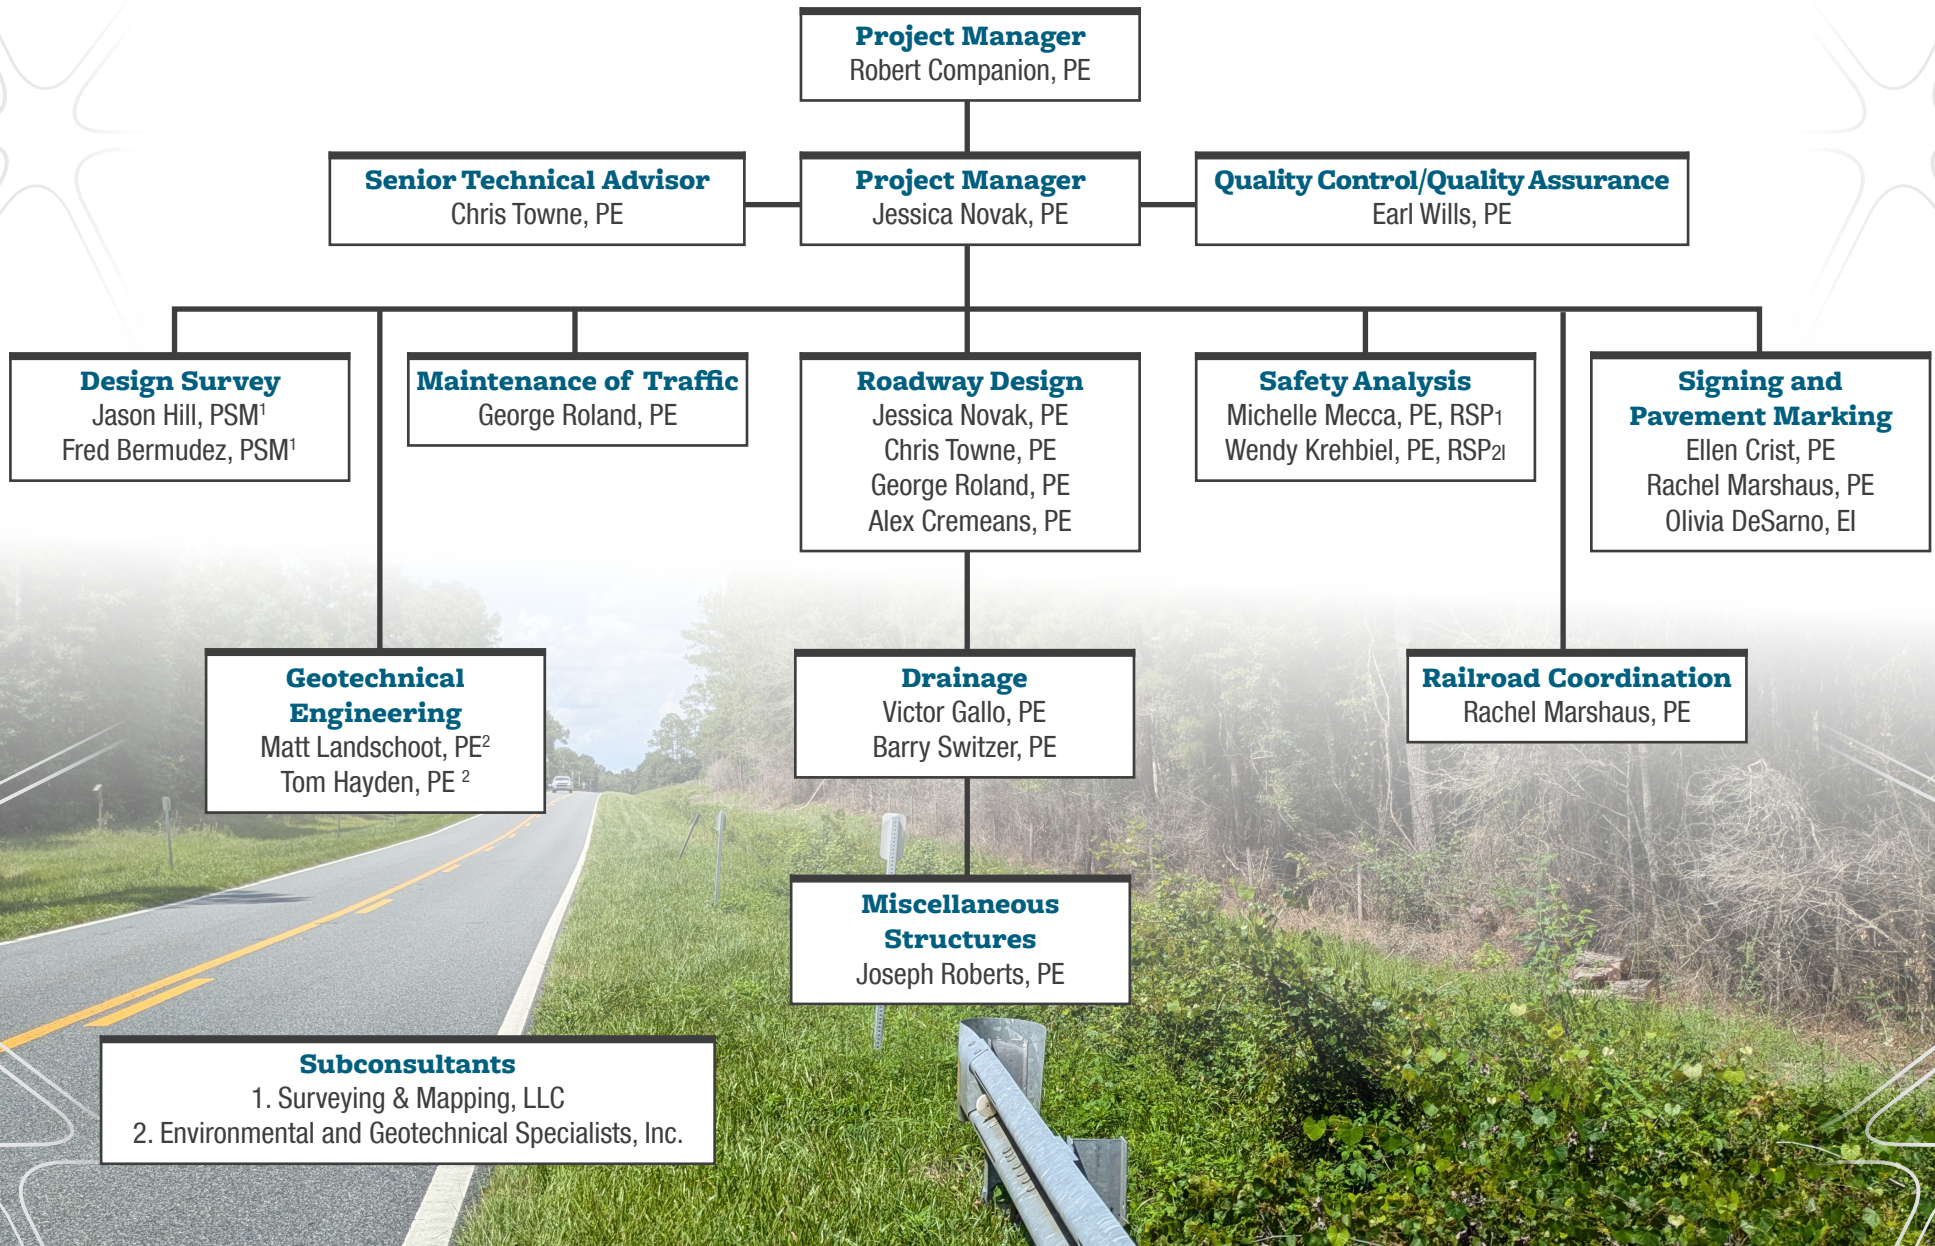 Project Manager
Robert Companion, PE
Senior Technical Advisor
Chris Towne, PE
Project Manager
Jessica Novak, PE
Quality Control/Quality Assurance
Earl Wills, PE
Design Survey
Jason Hill, PSM¹
Fred Bermudez, PSM¹
Maintenance of Traffic
George Roland, PE
Roadway Design
Jessica Novak, PE
Chris Towne, PE
George Roland, PE
Alex Cremeans, PE
Safety Analysis
Michelle Mecca, PE, RSP1
Wendy Krehbiel, PE, RSP2I
Signing and
Pavement Marking
Ellen Crist, PE
Rachel Marshaus, PE
Olivia DeSarno, EI
Geotechnical
Engineering
Matt Landschoot, PE²
Tom Hayden, PE ²
Drainage
Victor Gallo, PE
Barry Switzer, PE
Railroad Coordination
Rachel Marshaus, PE
Miscellaneous
Structures
Joseph Roberts, PE
Subconsultants
1. Surveying & Mapping, LLC
2. Environmental and Geotechnical Specialists, Inc.